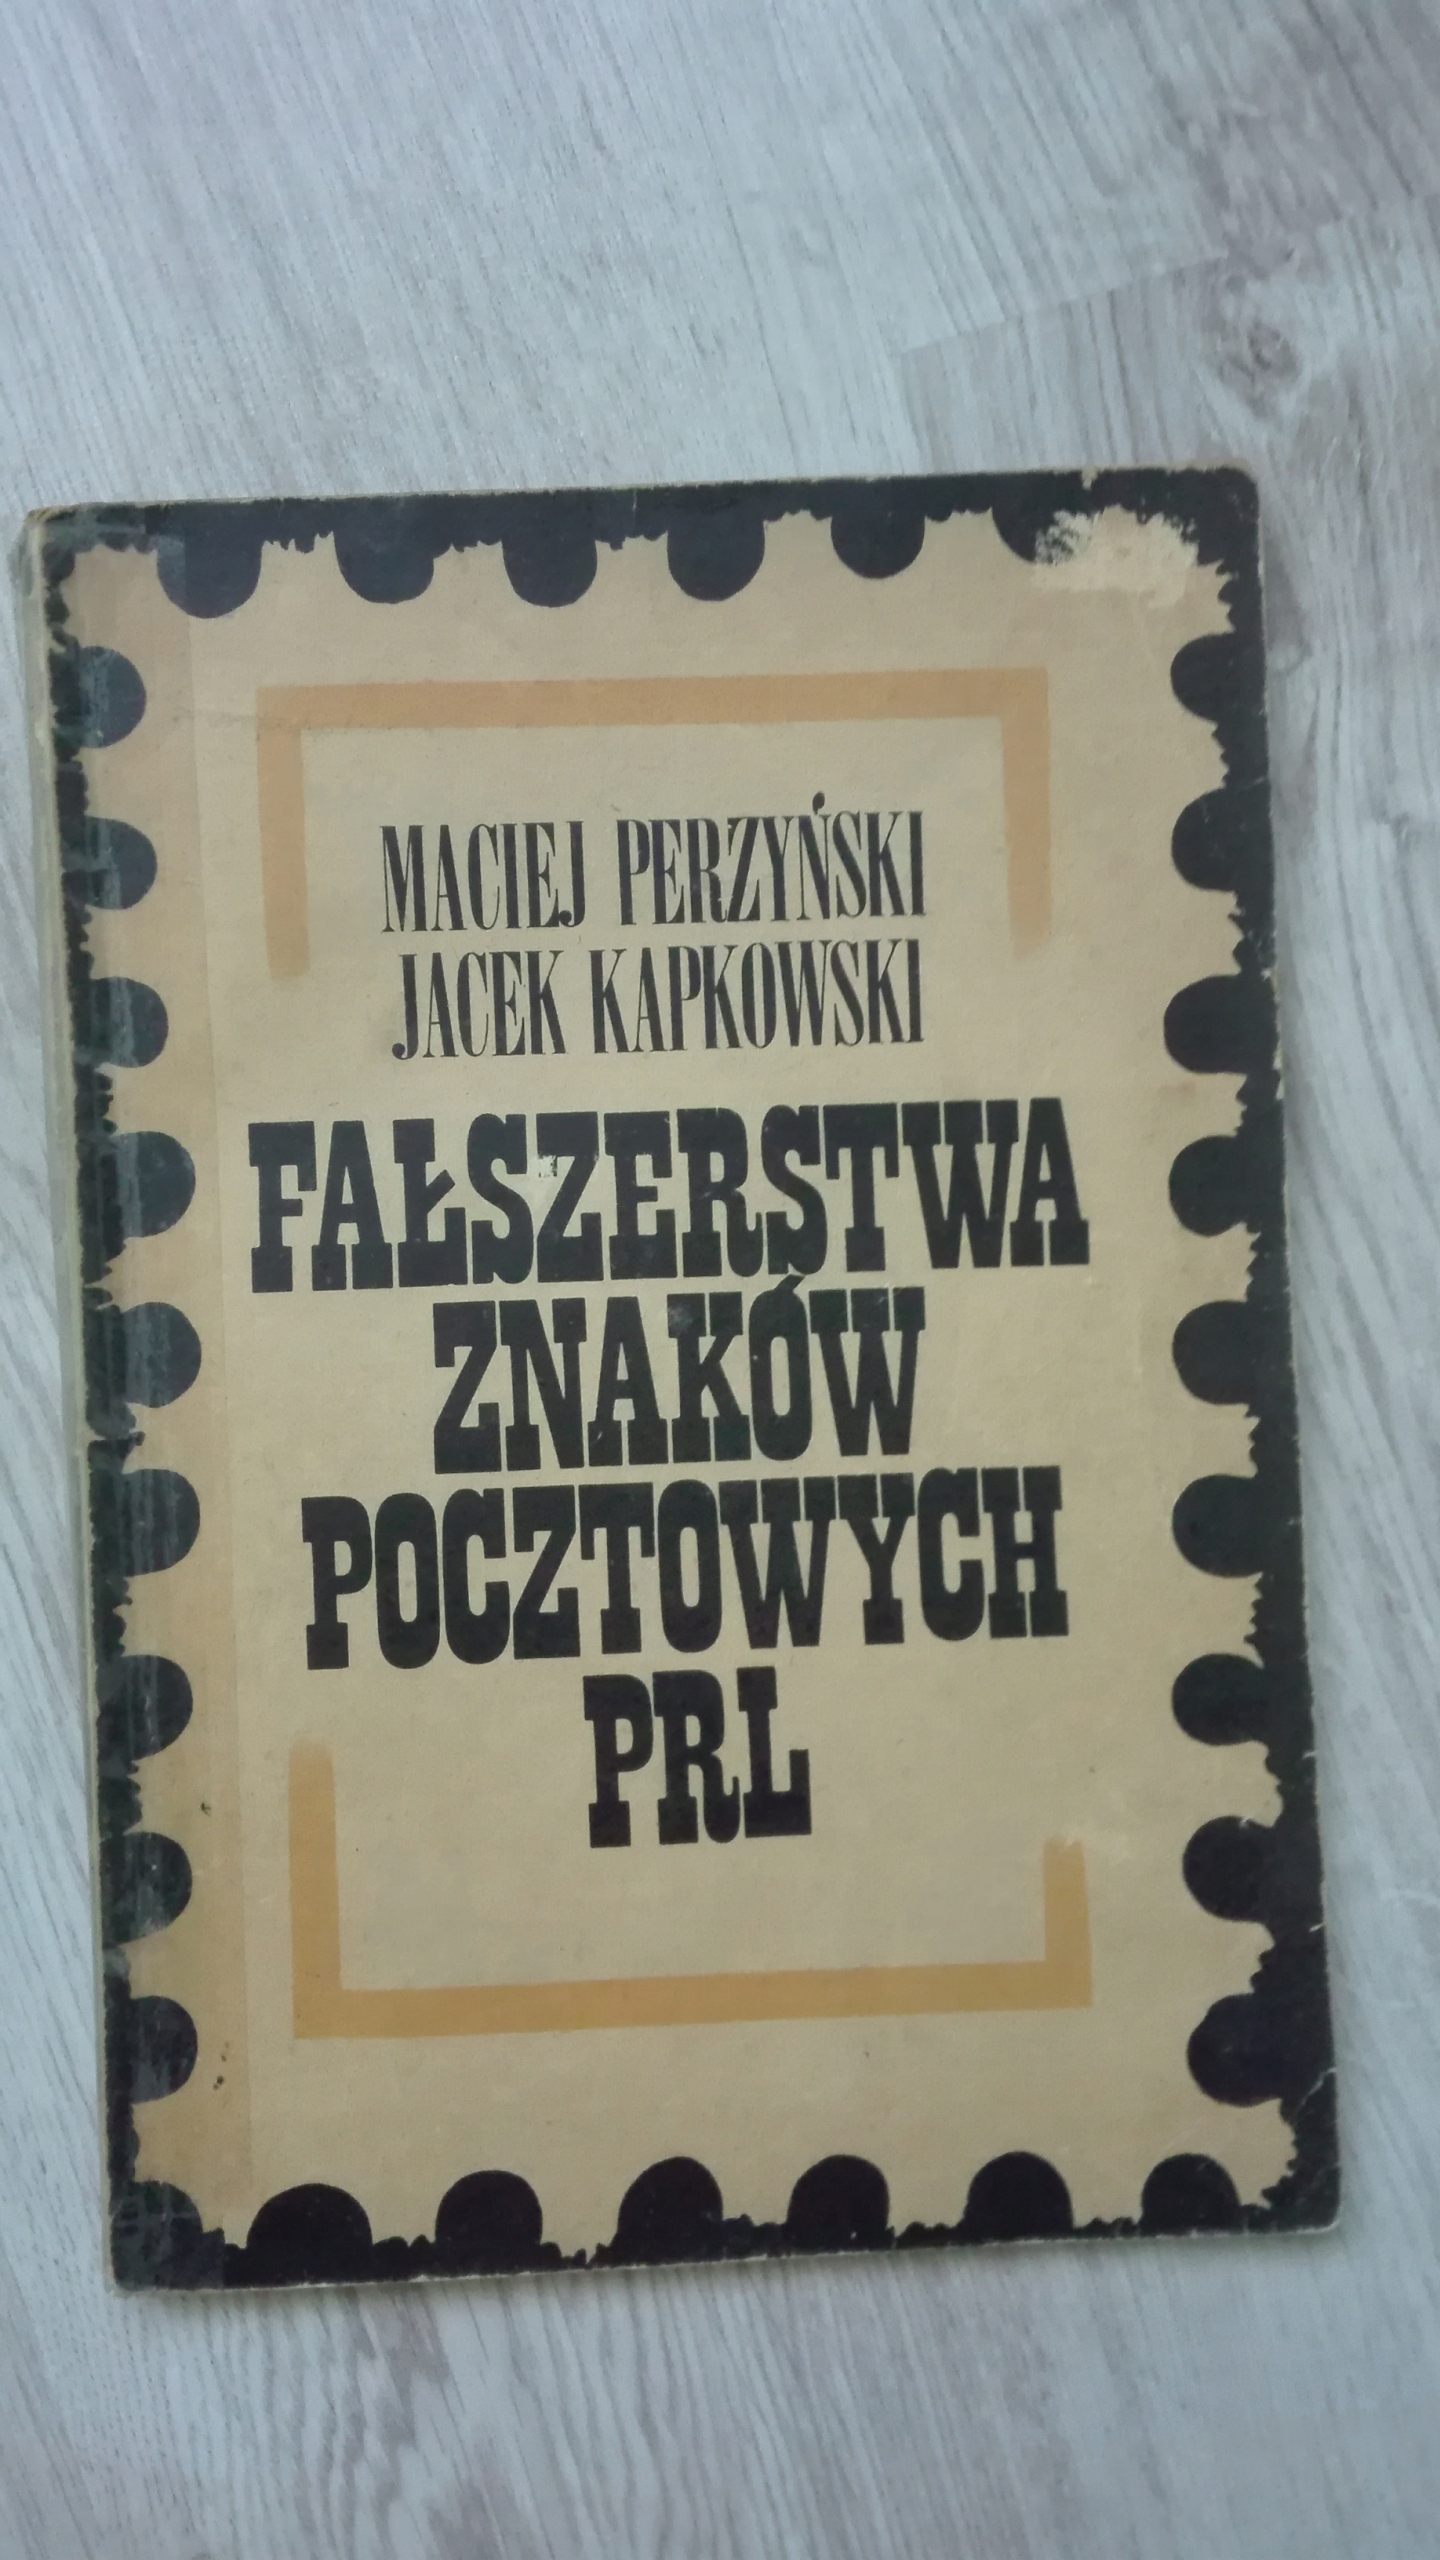 MACIEJ PERZYŃSKI
JACEK KAPKOWSKI
FAŁSZERSTWA
ZNAKÓW
POCZTOWYCH
PRL